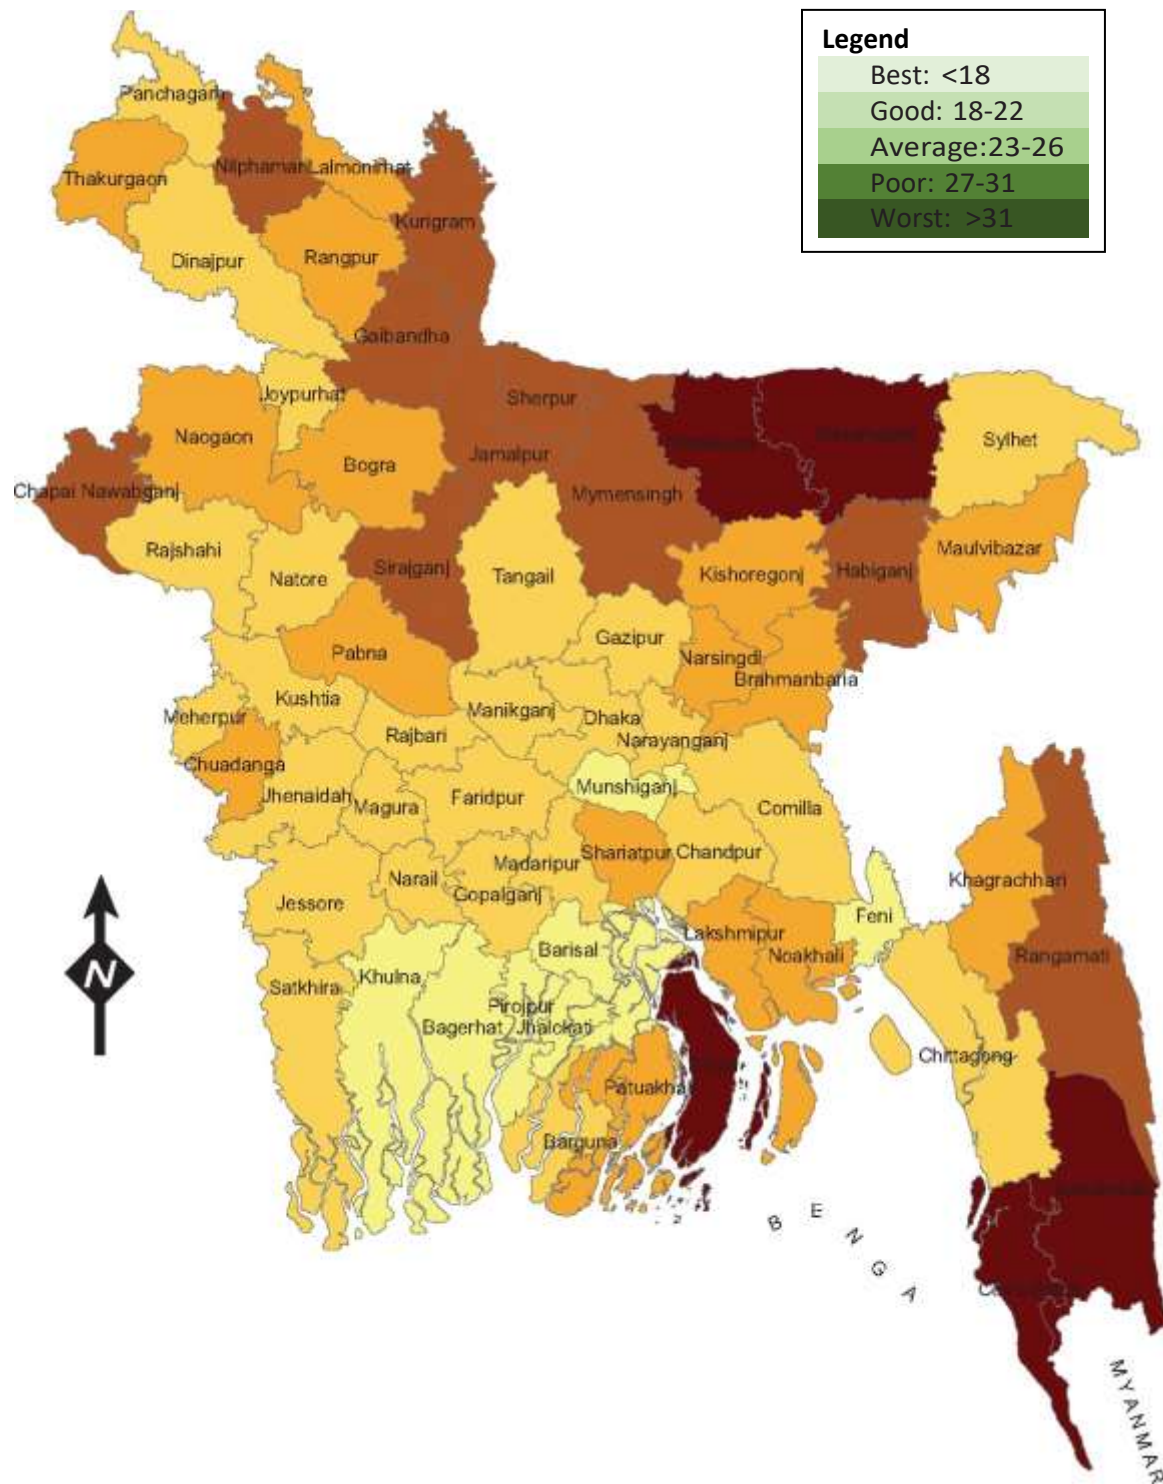 Legend
Best: <18
Good: 18-22
Average:23-26
Poor: 27-31
Worst: >31
Panchagarh
Nilphamari
Lalmonirhat
Thakurgaon
Kurigram
Dinajpur
Rangpur
Gaibandha
Joypurhat
Sherpur
Naogaon
Sylhet
Bogra
Jamalpur
Chapai Nawabganj
Mymensingh
Rajshahi
Maulvibazar
Natore
Sirajganj
Tangail
Kishoregonj
Habiganj
Gazipur
Pabna
Narsingdi
Brahmanbaria
Kushtia
Meherpur
Manikganj
Dhaka
Rajbari
Narayanganj
Chuadanga
Munshiganj
Jhenaidah
Magura
Faridpur
Comilla
Shariatpur
Chandpur
Madaripur
Narail
Gopalganj
Khagrachhari
Jessore
Feni
Lakshmipur
Barisal
Noakhali
Rangamati
N
Khulna
Satkhira
Pirojpur
Bagerhat
Jhalokati
Chittagong
Patuakha
Barguna
B E N G A
MYANMAR